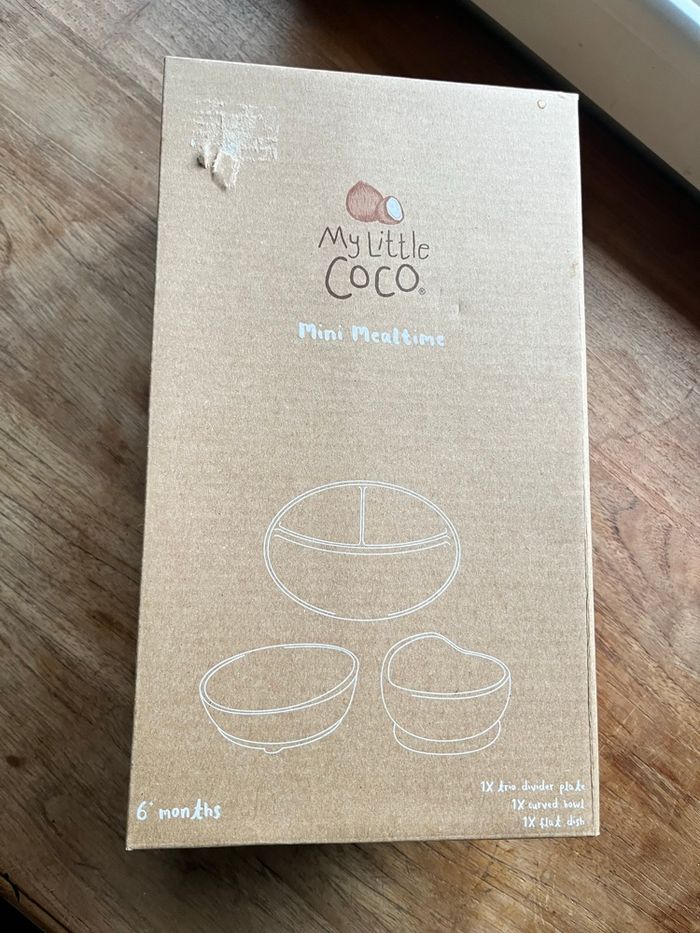 My Little
Coco®
Mini Mealtime
6+ months
1X trio divider plate
1X curved bowl
1X flat dish